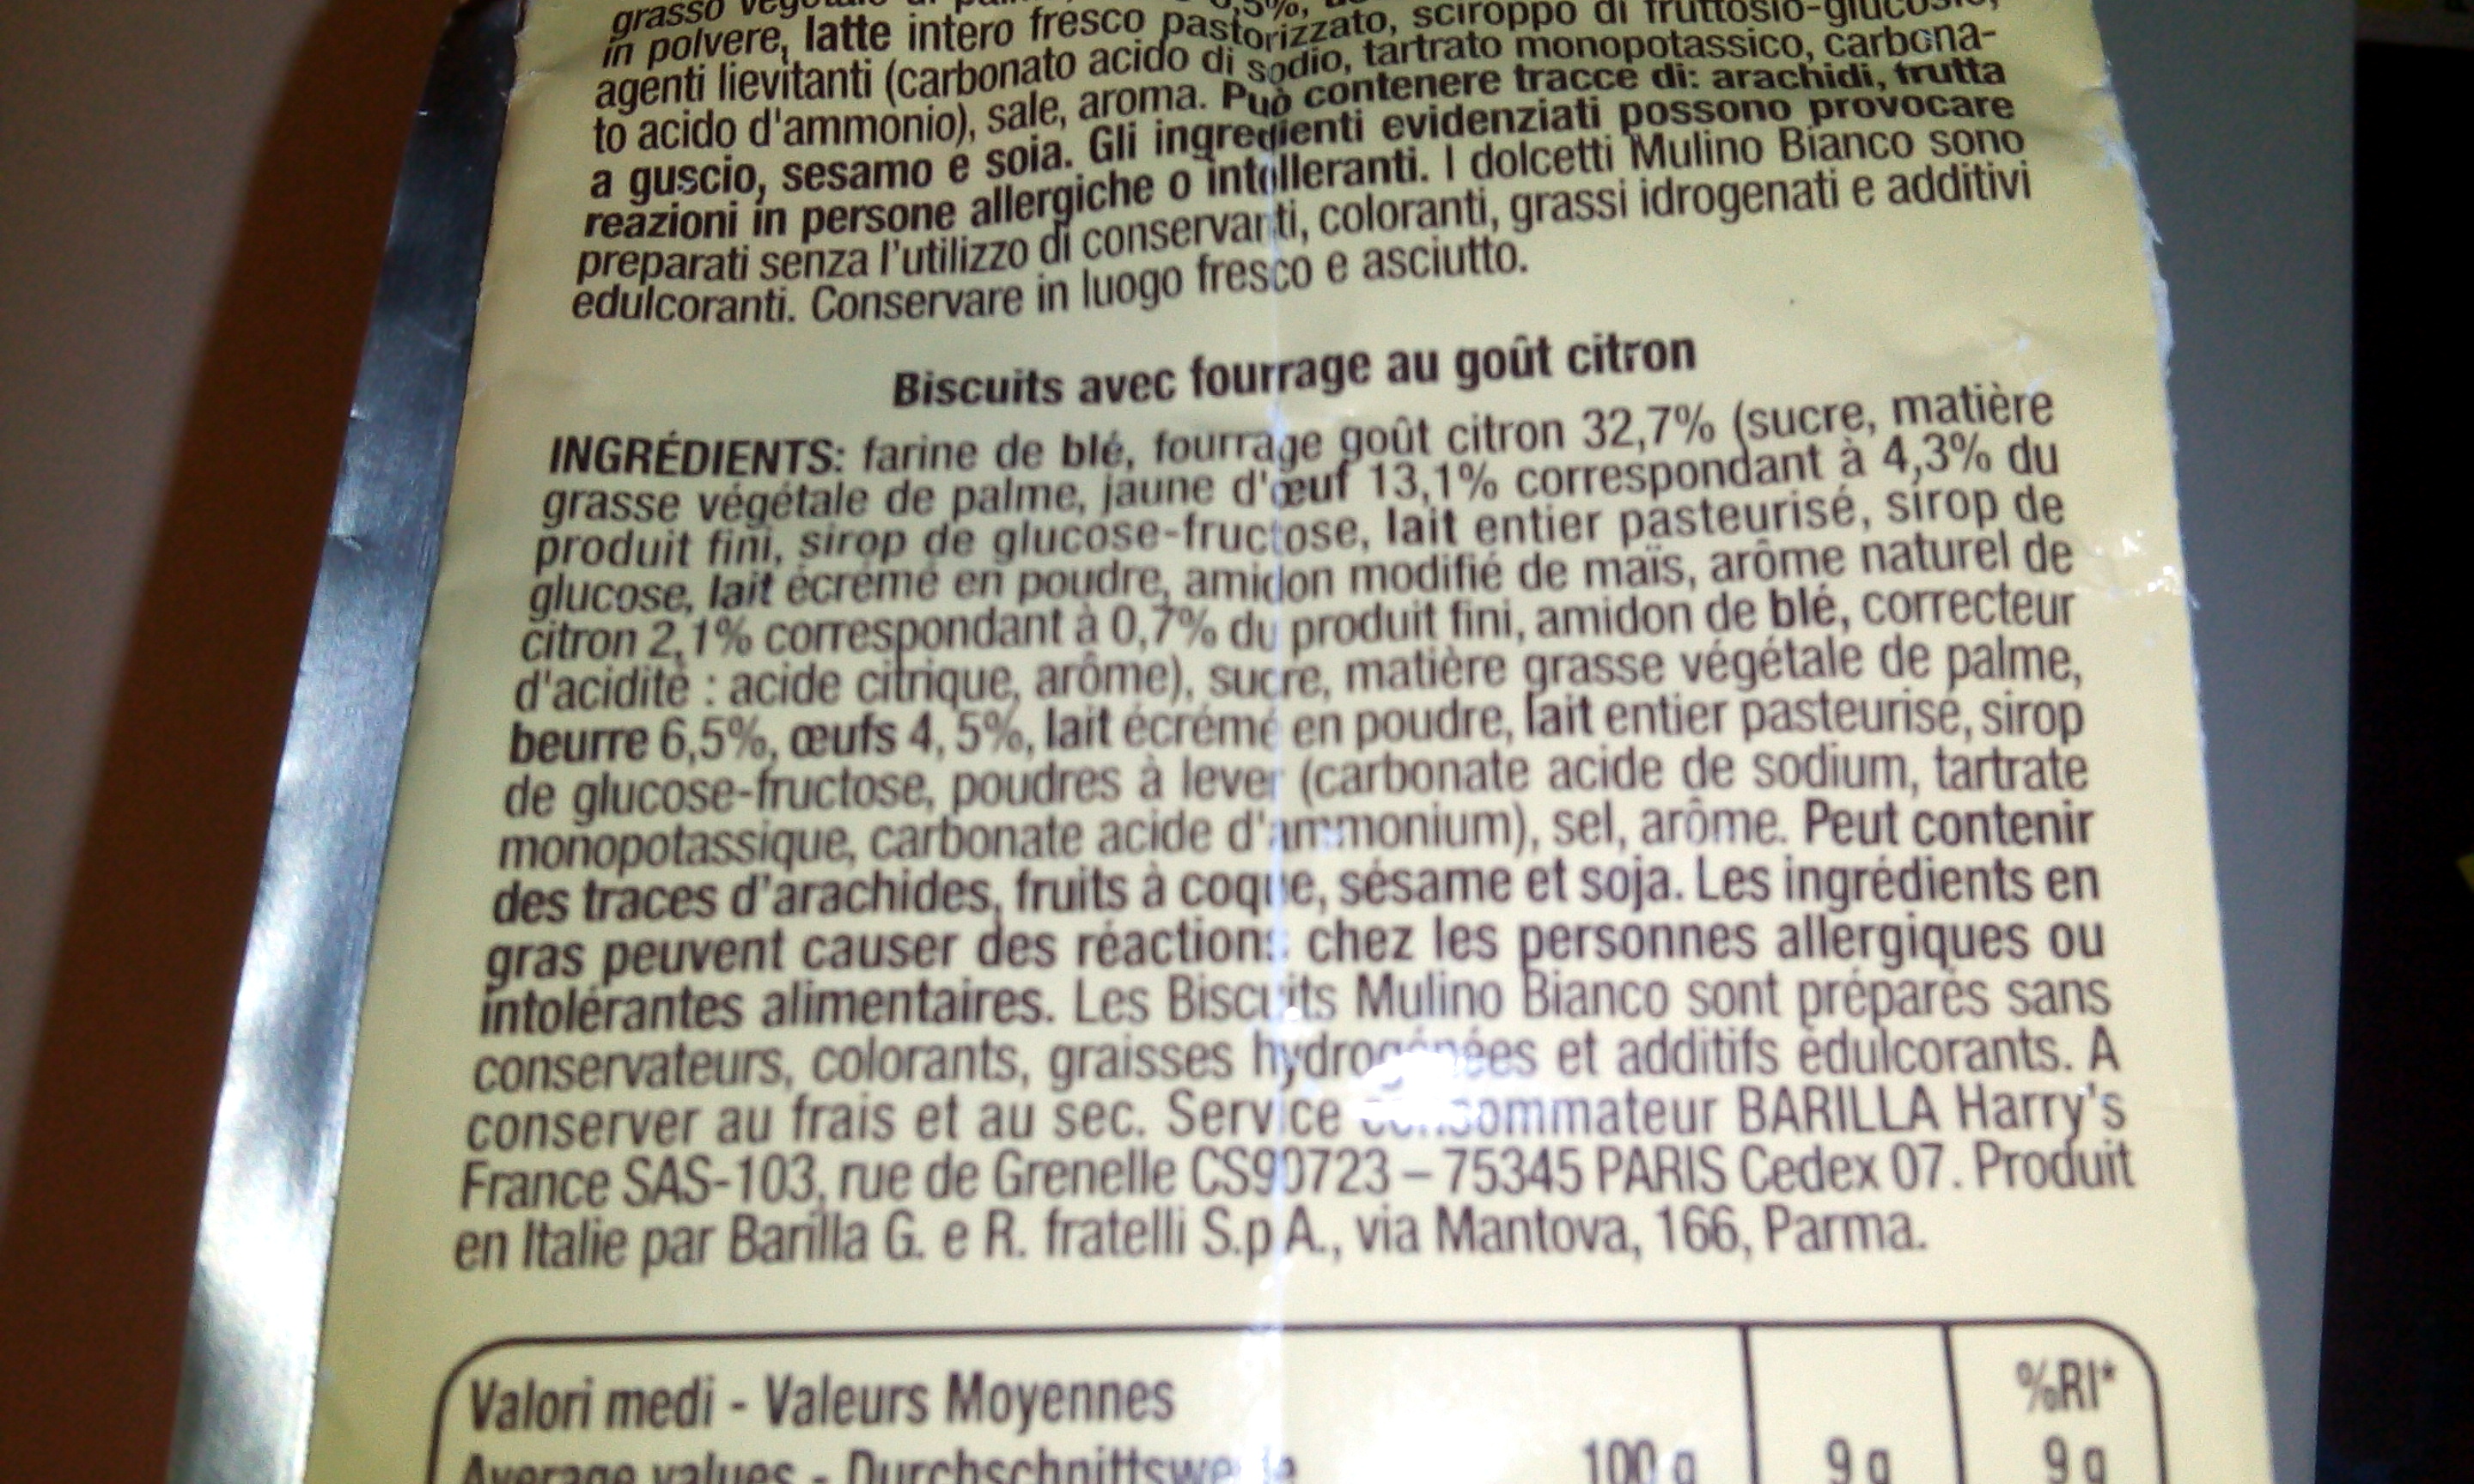 grasso
in polvere, latte intero fresco pastorizzato, sciroppo di fruttosio-glucosio,
agenti lievitanti (carbonato acido di sodio, tartrato monopotassico, carbona-
to acido d'ammonio), sale, aroma. Può contenere tracce di: arachidi, frutta
a guscio, sesamo e soia. Gli ingredienti evidenziati possono provocare
reazioni in persone allergiche o intolleranti. I dolcetti Mulino Bianco sono
preparati senza l'utilizzo di conservanti, coloranti, grassi idrogenati e additivi
edulcoranti. Conservare in luogo fresco e asciutto.
Biscuits avec fourrage au goût citron
INGRÉDIENTS: farine de blé, fourrage goût citron 32,7% (sucre, matière
grasse végétale de palme, jaune d'œuf 13,1% correspondant à 4,3% du
produit fini, sirop de glucose-fructose, lait entier pasteurisé, sirop de
glucose, lait écrémé en poudre, amidon modifié de maïs, arôme naturel de
citron 2,1% correspondant à 0,7% du produit fini, amidon de blé, correcteur
d'acidité : acide citrique, arôme), sucre, matière grasse végétale de palme,
beurre 6,5%, œufs 4, 5%, lait écrémé en poudre, lait entier pasteurisé, sirop
de glucose-fructose, poudres à lever (carbonate acide de sodium, tartrate
monopotassique, carbonate acide d'ammonium), sel, arôme. Peut contenir
des traces d'arachides, fruits à coque, sésame et soja. Les ingrédients en
gras peuvent causer des réactions chez les personnes allergiques ou
intolérantes alimentaires. Les Biscuits Mulino Bianco sont préparés sans
conservateurs, colorants, graisses hydrogénées et additifs édulcorants. A
conserver au frais et au sec. Service consommateur BARILLA Harry's
France SAS-103, rue de Grenelle CS90723 – 75345 PARIS Cedex 07. Produit
en Italie par Barilla G. e R. fratelli S.p.A., via Mantova, 166, Parma.
Valori medi - Valeurs Moyennes
%RI*
Average values - Durchschnittswerte
100 g
9 g
9 g